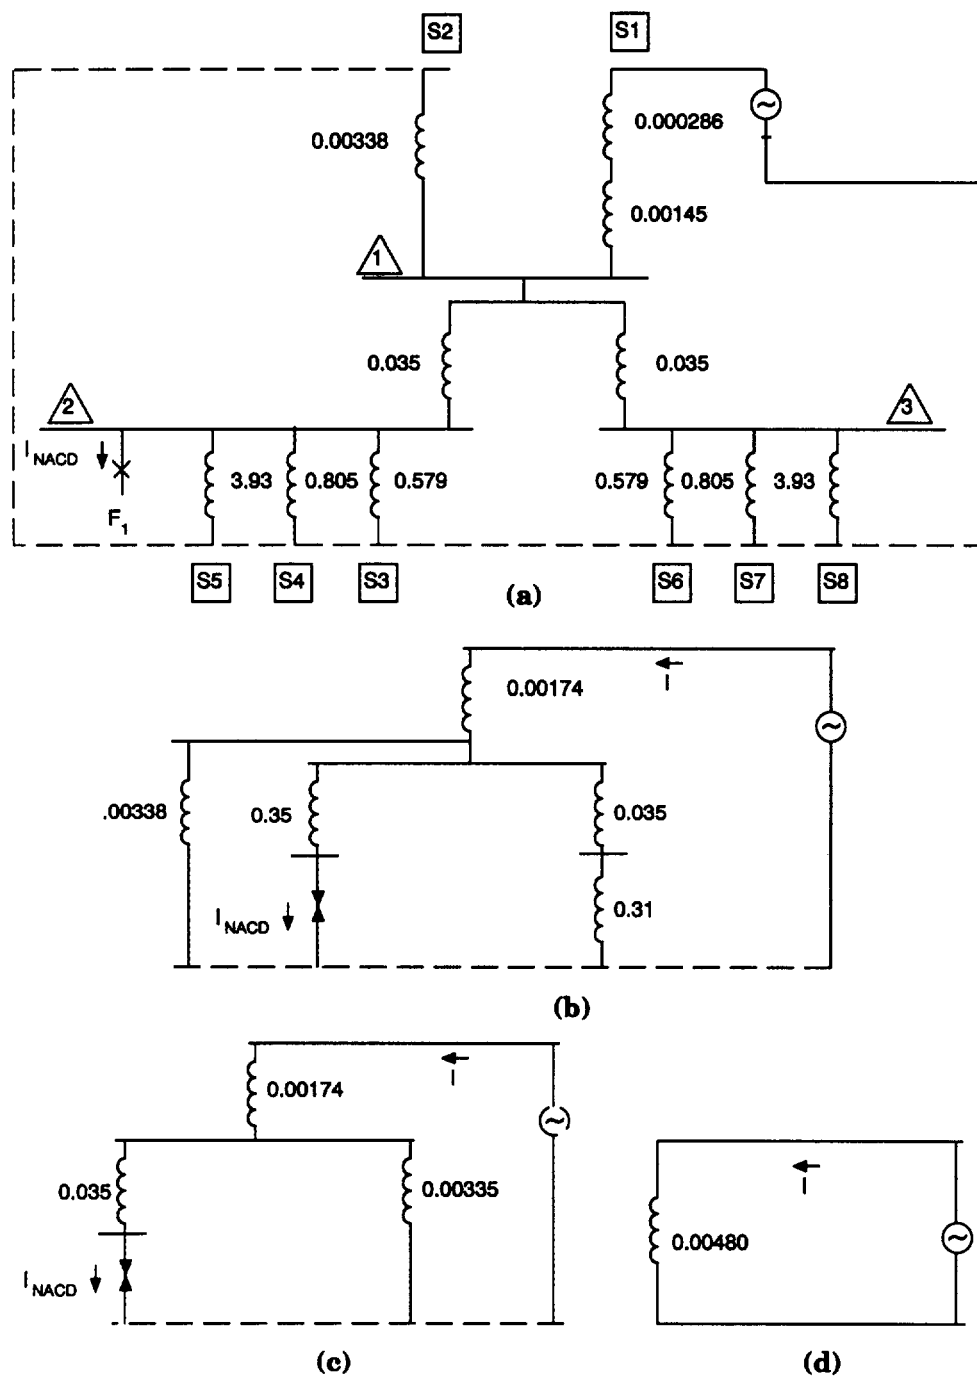 S2 S1
0.00338 0.000286
0.00145
1
0.035 0.035
2 3
I NACD 3.93 0.805 0.579 0.579 0.805 3.93
F1
S5 S4 S3 (a) S6 S7 S8
0.00174 I
.00338 0.35 0.035
I NACD 0.31
(b)
0.00174 I
0.035 0.00335
I
I NACD 0.00480
(c) (d)